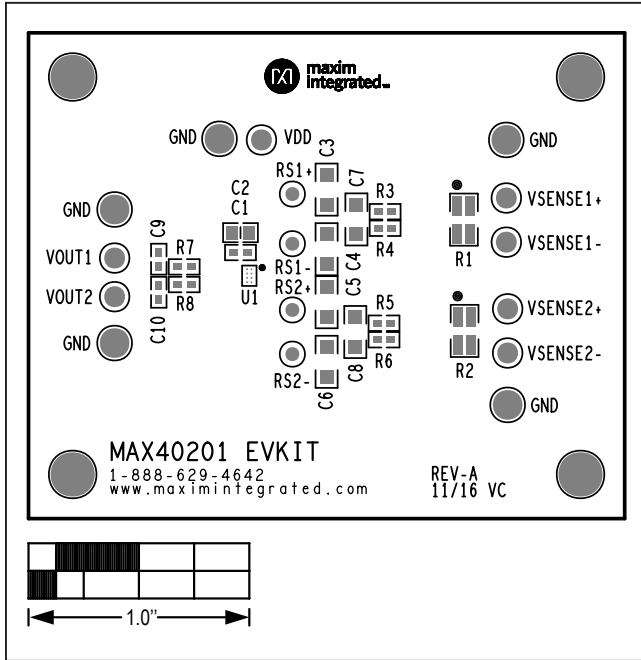 maxim
integrated™
GND
VDD
C3
RS1+
GND
C2
C1
C7
R3
GND
VSENSE1+
C9
R7
R4
VOUT1
VSENSE1-
R1
RS1-
C4
RS2+
C5
U1
VOUT2
R8
R5
VSENSE2+
GND
C10
R6
RS2-
C6
C8
VSENSE2-
R2
GND
MAX40201 EVKIT
1-888-629-4642
www.maximintegrated.com
REV-A
11/16 VC
1.0”